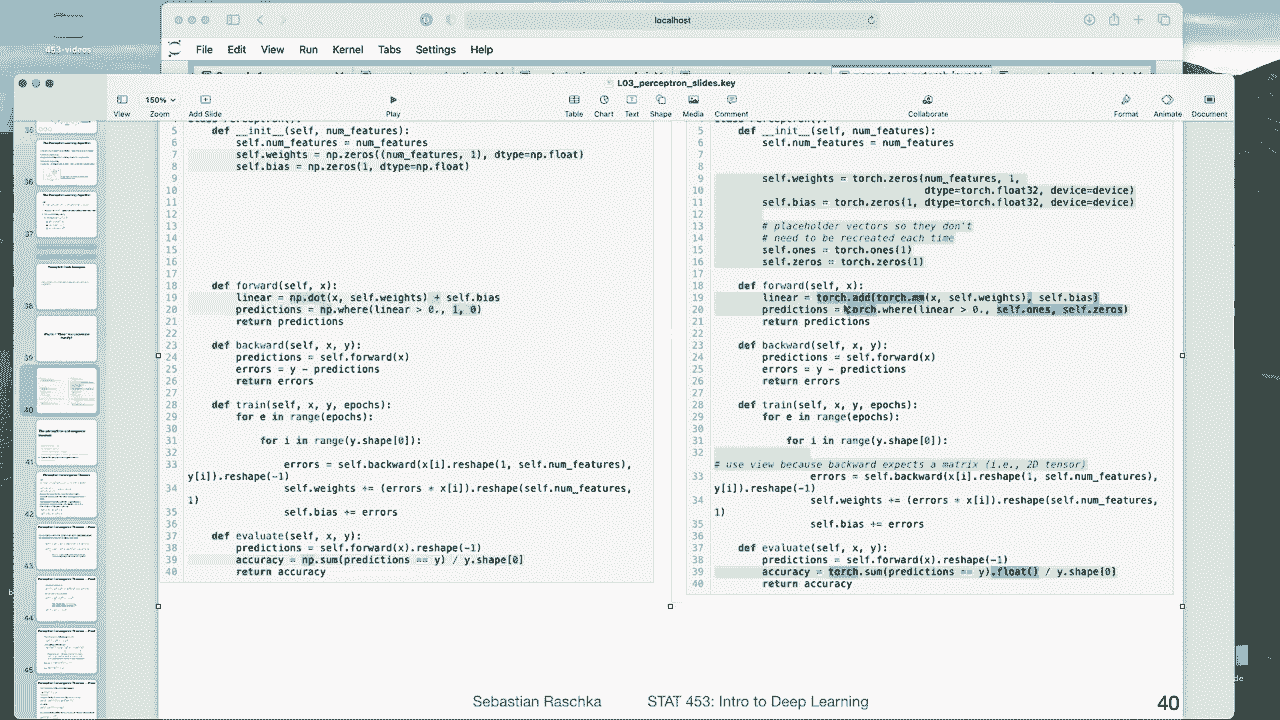 453-videos
localhost
File Edit View Run Kernel Tabs Settings Help
L03_perceptron_slides.key
150%
View Zoom Add Slide Play Table Chart Text Shape Media Comment Collaborate Format Animate Document
5 def __init__(self, num_features):
6 self.num_features = num_features
7 self.weights = np.zeros((num_features, 1), dtype=np.float)
8 self.bias = np.zeros(1, dtype=np.float)
9
10
11
12
13
14
15
16
17
18 def forward(self, x):
19 linear = np.dot(x, self.weights) + self.bias
20 predictions = np.where(linear > 0., 1, 0)
21 return predictions
22
23 def backward(self, x, y):
24 predictions = self.forward(x)
25 errors = y - predictions
26 return errors
27
28 def train(self, x, y, epochs):
29 for e in range(epochs):
30
31 for i in range(y.shape[0]):
32
33 errors = self.backward(x[i].reshape(1, self.num_features),
y[i]).reshape(-1)
34 self.weights += (errors * x[i]).reshape(self.num_features,
1)
35 self.bias += errors
36
37 def evaluate(self, x, y):
38 predictions = self.forward(x).reshape(-1)
39 accuracy = np.sum(predictions == y) / y.shape[0]
40 return accuracy
5 def __init__(self, num_features):
6 self.num_features = num_features
7
8
9 self.weights = torch.zeros(num_features, 1,
10 dtype=torch.float32, device=device)
11 self.bias = torch.zeros(1, dtype=torch.float32, device=device)
12
13 # placeholder vectors so they don't
14 # need to be recreated each time
15 self.ones = torch.ones(1)
16 self.zeros = torch.zeros(1)
17
18 def forward(self, x):
19 linear = torch.add(torch.mm(x, self.weights), self.bias)
20 predictions = torch.where(linear > 0., self.ones, self.zeros)
21 return predictions
22
23 def backward(self, x, y):
24 predictions = self.forward(x)
25 errors = y - predictions
26 return errors
27
28 def train(self, x, y, epochs):
29 for e in range(epochs):
30
31 for i in range(y.shape[0]):
32
# use view because backward expects a matrix (i.e., 2D tensor)
33 errors = self.backward(x[i].reshape(1, self.num_features),
y[i]).reshape(-1)
34 self.weights += (errors * x[i]).reshape(self.num_features,
1)
35 self.bias += errors
36
37 def evaluate(self, x, y):
38 predictions = self.forward(x).reshape(-1)
39 accuracy = torch.sum(predictions == y).float() / y.shape[0]
40 return accuracy
stian Raschka STAT 453: Intro to Deep Learning 40